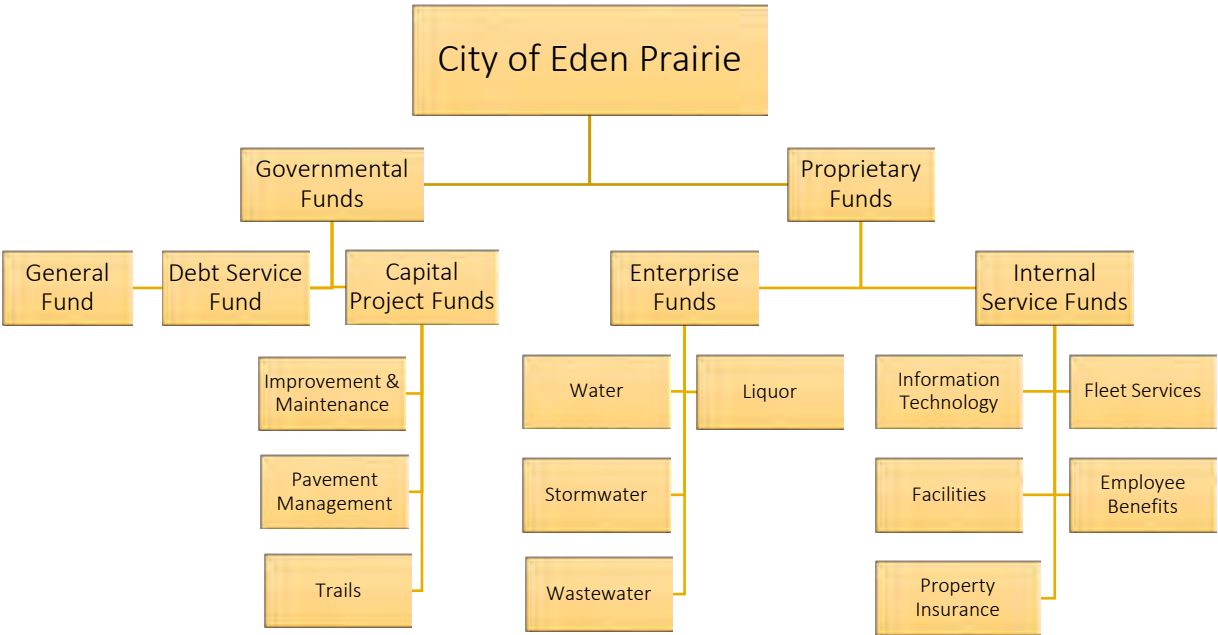 City of Eden Prairie
Governmental
Funds
Proprietary
Funds
General
Fund
Debt Service
Fund
Capital
Project Funds
Enterprise
Funds
Internal
Service Funds
Improvement &
Maintenance
Pavement
Management
Trails
Water
Liquor
Stormwater
Wastewater
Information
Technology
Fleet Services
Facilities
Employee
Benefits
Property
Insurance